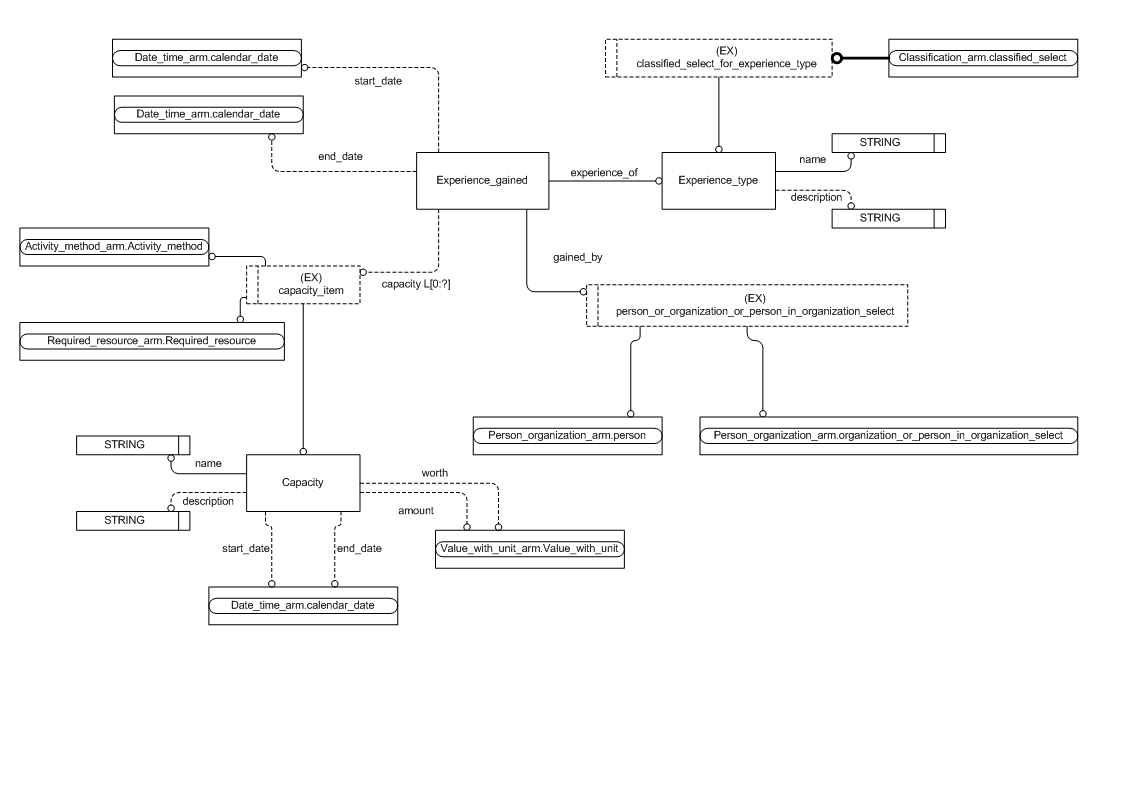 Date_time_arm.calendar_date
start_date
(EX)
classified_select_for_experience_type
Classification_arm.classified_select
Date_time_arm.calendar_date
end_date
Experience_gained
experience_of
Experience_type
name
STRING
description
STRING
Activity_method_arm.Activity_method
(EX)
capacity_item
capacity L[0:?]
gained_by
(EX)
person_or_organization_or_person_in_organization_select
Required_resource_arm.Required_resource
Person_organization_arm.person
Person_organization_arm.organization_or_person_in_organization_select
STRING
name
Capacity
worth
description
amount
STRING
start_date
end_date
Value_with_unit_arm.Value_with_unit
Date_time_arm.calendar_date